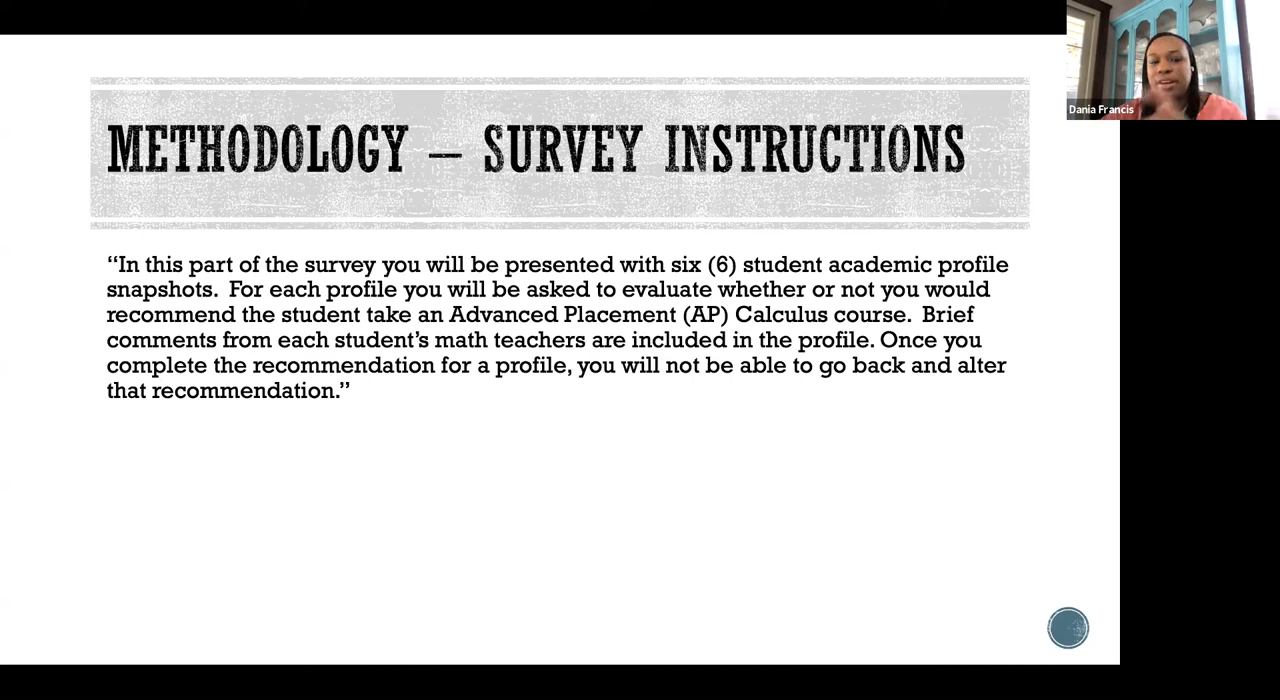 METHODOLOGY – SURVEY INSTRUCTIONS
Dania Francis
“In this part of the survey you will be presented with six (6) student academic profile
snapshots.  For each profile you will be asked to evaluate whether or not you would
recommend the student take an Advanced Placement (AP) Calculus course.  Brief
comments from each student’s math teachers are included in the profile. Once you
complete the recommendation for a profile, you will not be able to go back and alter
that recommendation.”